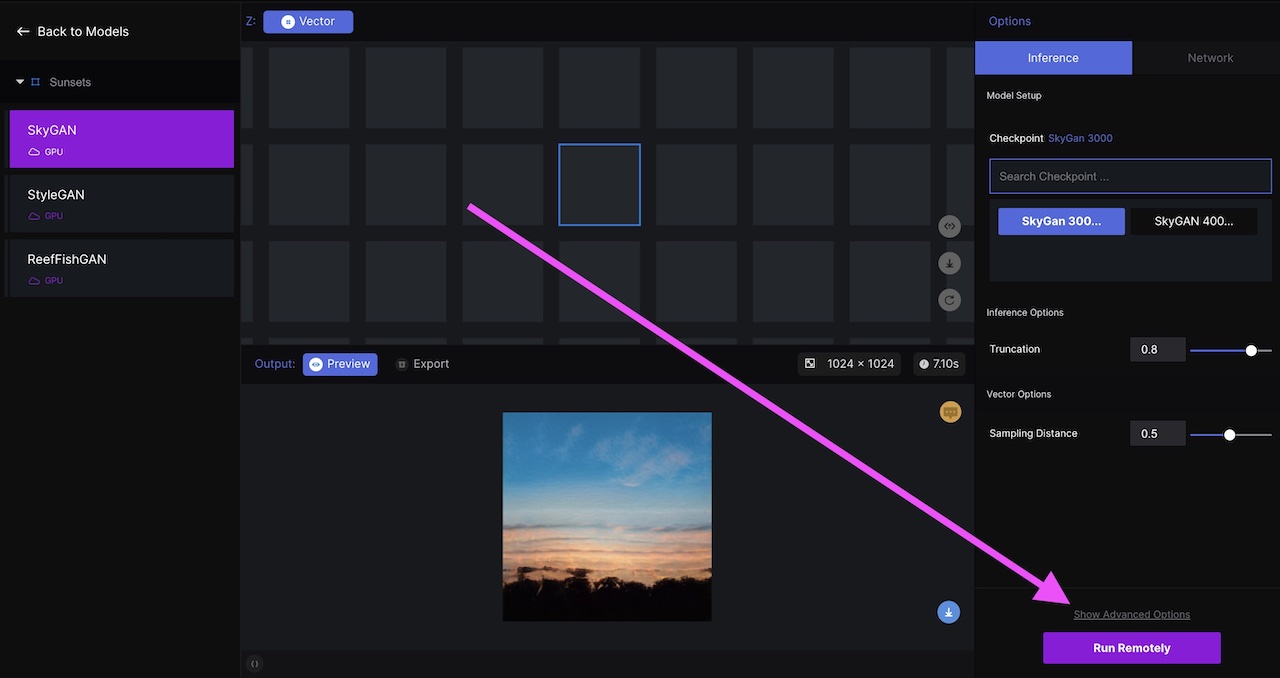 Back to Models
Sunsets
SkyGAN
GPU
StyleGAN
GPU
ReefFishGAN
GPU
Z: Vector
Output: Preview Export 1024 × 1024 7.10s
Options
Inference Network
Model Setup
Checkpoint SkyGan 3000
Search Checkpoint ...
SkyGan 300... SkyGAN 400...
Inference Options
Truncation 0.8
Vector Options
Sampling Distance 0.5
Show Advanced Options
Run Remotely